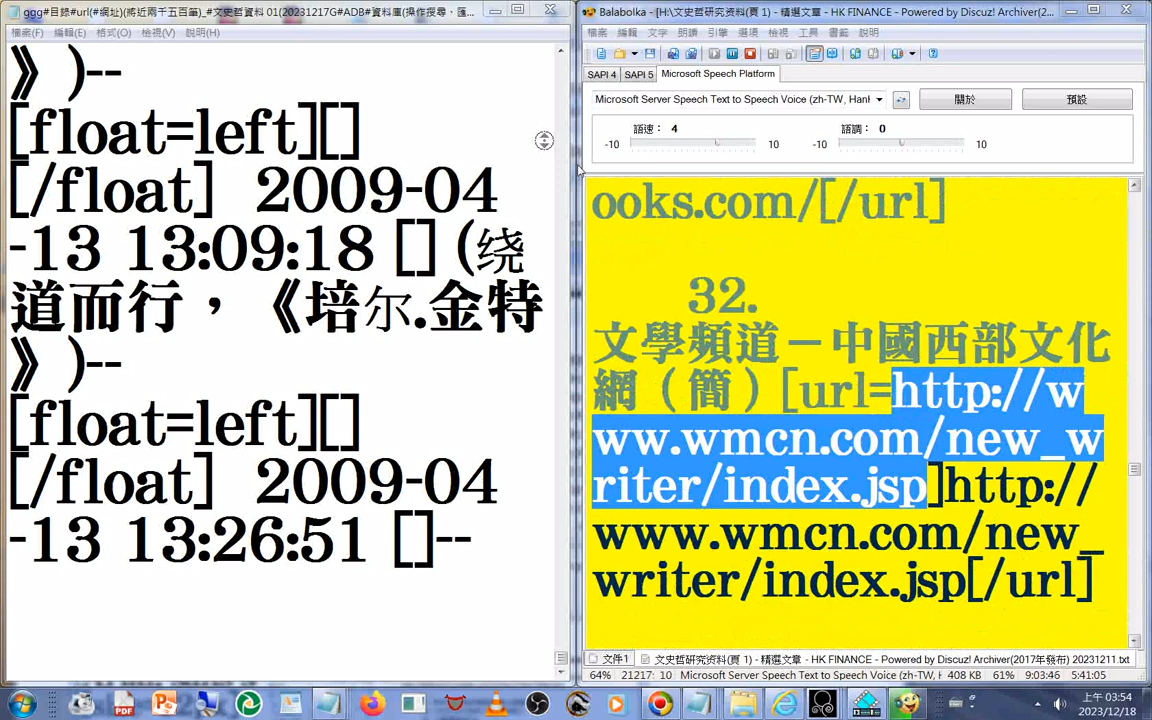 ggg#目錄#url(#網址)(將近兩千五百筆)_#文史哲資料 01(20231217G#ADB#資料庫(操作搜尋、匯...
檔案(F) 編輯(E) 格式(O) 檢視(V) 說明(H)
》)--
[float=left][]
[/float] 2009-04
-13 13:09:18 [] (绕
道而行，《培尔.金特
》)--
[float=left][]
[/float] 2009-04
-13 13:26:51 []--
Balabolka - [H:\文史哲研究资料(頁 1) - 精選文章 - HK FINANCE - Powered by Discuz! Archiver(2...
檔案 編輯 文字 朗讀 引擎 選項 檢視 工具 書籤 說明
SAPI 4 SAPI 5 Microsoft Speech Platform
Microsoft Server Speech Text to Speech Voice (zh-TW, Hanl
關於 預設
語速： 4 語調： 0
-10 10 -10 10
ooks.com/[/url]
32.
文學頻道－中國西部文化
網（簡）[url=http://w
ww.wmcn.com/new_w
riter/index.jsp]http://
www.wmcn.com/new_
writer/index.jsp[/url]
文件1 文史哲研究资料(頁 1) - 精選文章 - HK FINANCE - Powered by Discuz! Archiver(2017年發布) 20231211.txt
64% 21217: 10 Microsoft Server Speech Text to Speech Voice (zh-TW, H 408 KB 61% 9:03:46 5:41:05
上午 03:54
2023/12/18